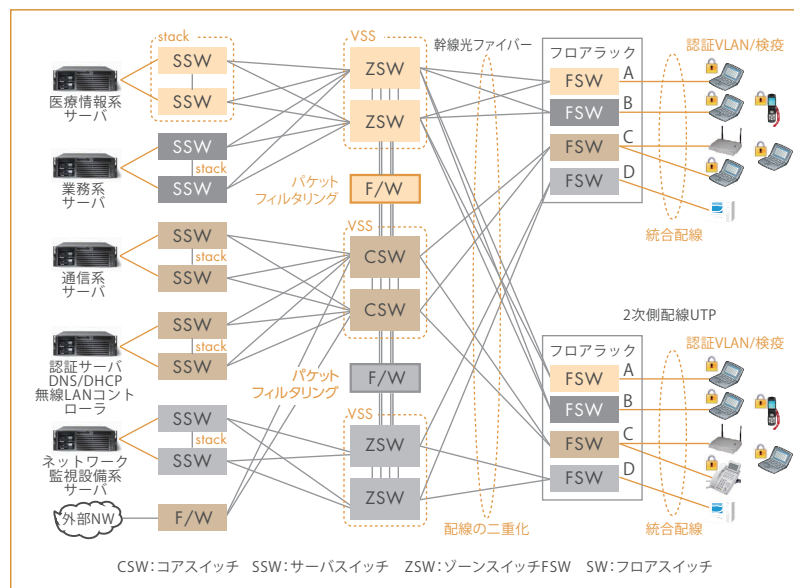 stack
SSW
SSW
医療情報系
サーバ
SSW
stack
SSW
業務系
サーバ
SSW
stack
SSW
通信系
サーバ
SSW
stack
SSW
認証サーバ
DNS/DHCP
無線LANコント
ローラ
SSW
stack
SSW
ネットワーク
監視設備系
サーバ
外部NW
F/W
VSS
ZSW
ZSW
パケット
フィルタリング
F/W
VSS
CSW
CSW
パケット
フィルタリング
F/W
VSS
ZSW
ZSW
幹線光ファイバー
配線の二重化
フロアラック
FSW
A
FSW
B
FSW
C
FSW
D
認証VLAN/検疫
統合配線
2次側配線UTP
フロアラック
FSW
A
FSW
B
FSW
C
FSW
D
認証VLAN/検疫
統合配線
CSW：コアスイッチ　SSW：サーバスイッチ　ZSW：ゾーンスイッチFSW　SW：フロアスイッチ